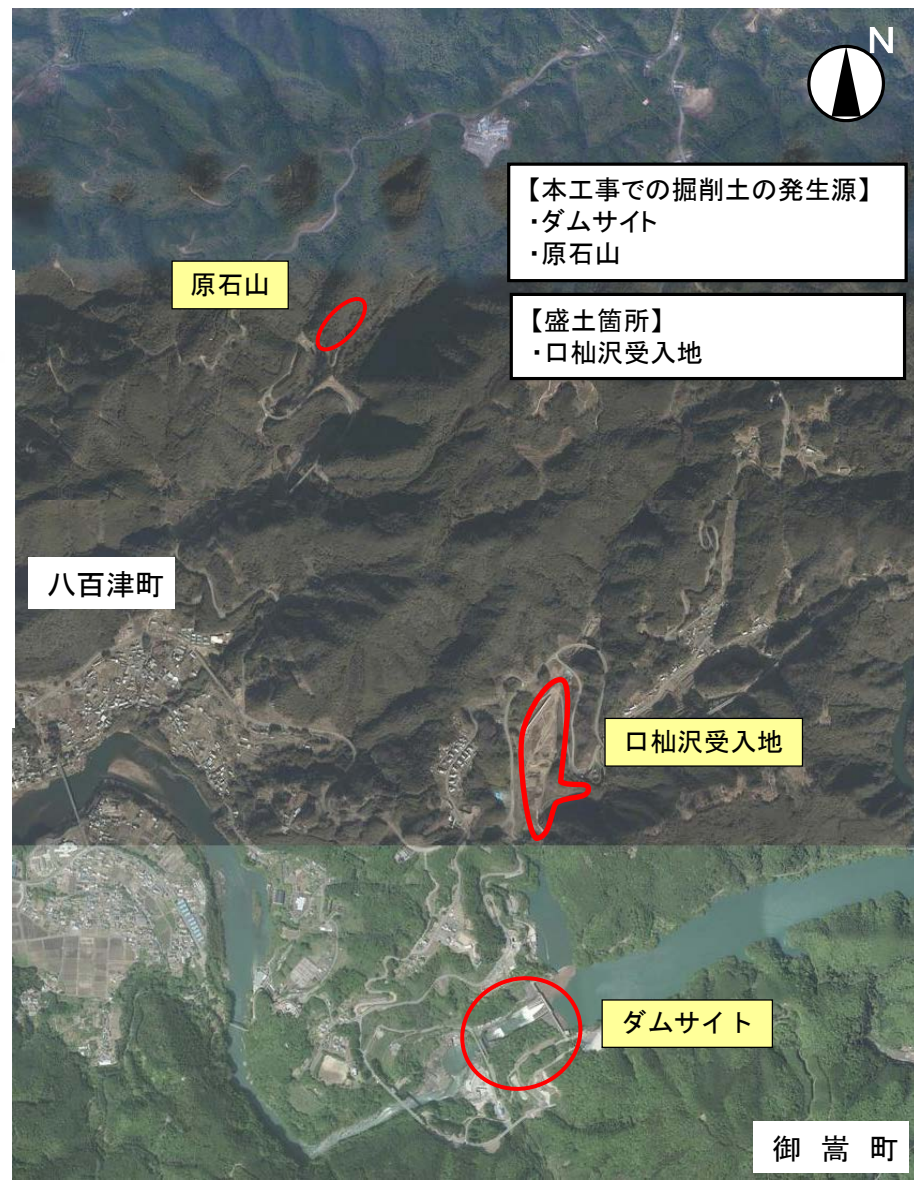 N
【本工事での掘削土の発生源】
・ダムサイト
・原石山
【盛土箇所】
・口杣沢受入地
原石山
八百津町
口杣沢受入地
ダムサイト
御嵩町